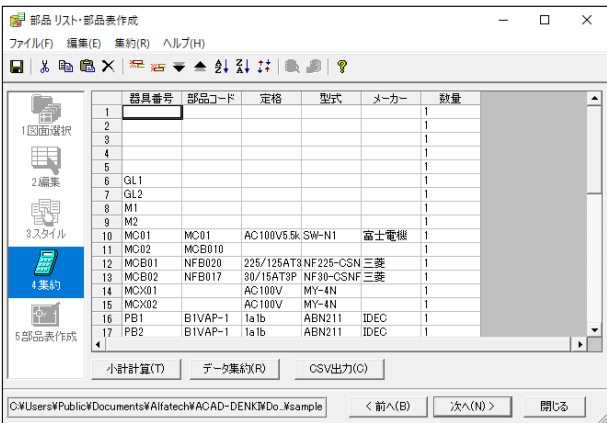 部品リスト・部品表作成
ファイル(F) 編集(E) 集約(R) ヘルプ(H)
1図面選択
2編集
3スタイル
4集約
5部品表作成
器具番号 部品コード 定格 型式 メーカー 数量
1 1
2 1
3 1
4 1
5 1
6 GL1 1
7 GL2 1
8 M1 1
9 M2 1
10 MC01 MC01 AC100V5.5k SW-N1 富士電機 1
11 MC02 MCB010 1
12 MCB01 NFB020 225/125AT3 NF225-CSN 三菱 1
13 MCB02 NFB017 30/15AT3P NF30-CSNF 三菱 1
14 MCX01 AC100V MY-4N 1
15 MCX02 AC100V MY-4N 1
16 PB1 B1VAP-1 1a1b ABN211 IDEC 1
17 PB2 B1VAP-1 1a1b ABN211 IDEC 1
小計計算(T) データ集約(R) CSV出力(C)
C:¥Users¥Public¥Documents¥Alfatech¥ACAD-DENKI¥Do..¥sample
< 前へ(B) 次へ(N) > 閉じる